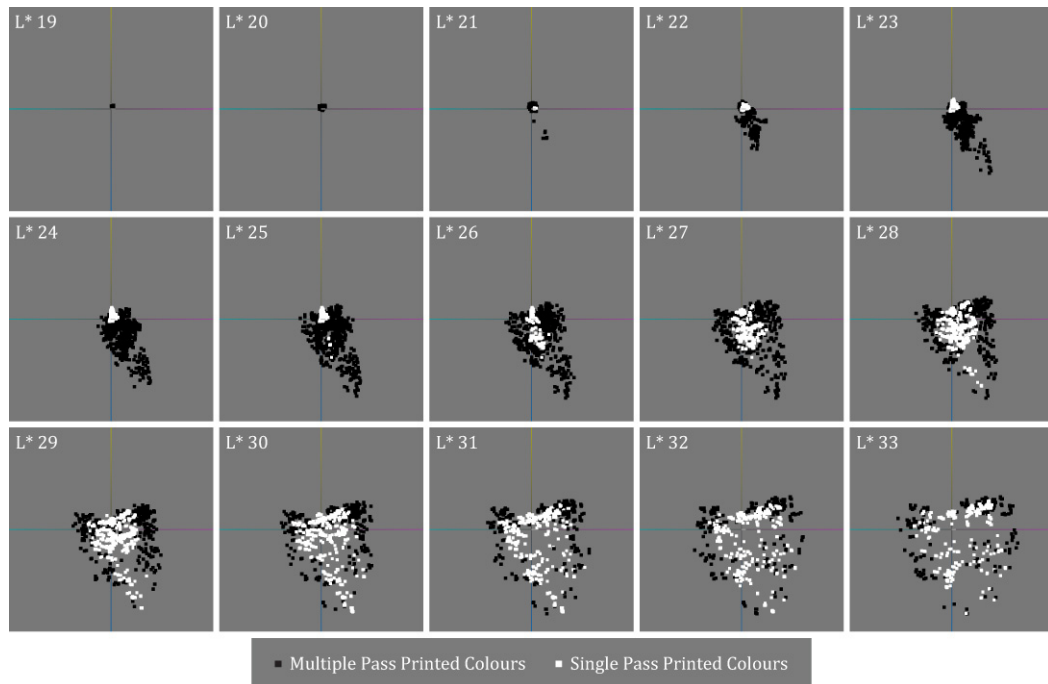 L* 19
L* 20
L* 21
L* 22
L* 23
L* 24
L* 25
L* 26
L* 27
L* 28
L* 29
L* 30
L* 31
L* 32
L* 33
Multiple Pass Printed Colours
Single Pass Printed Colours